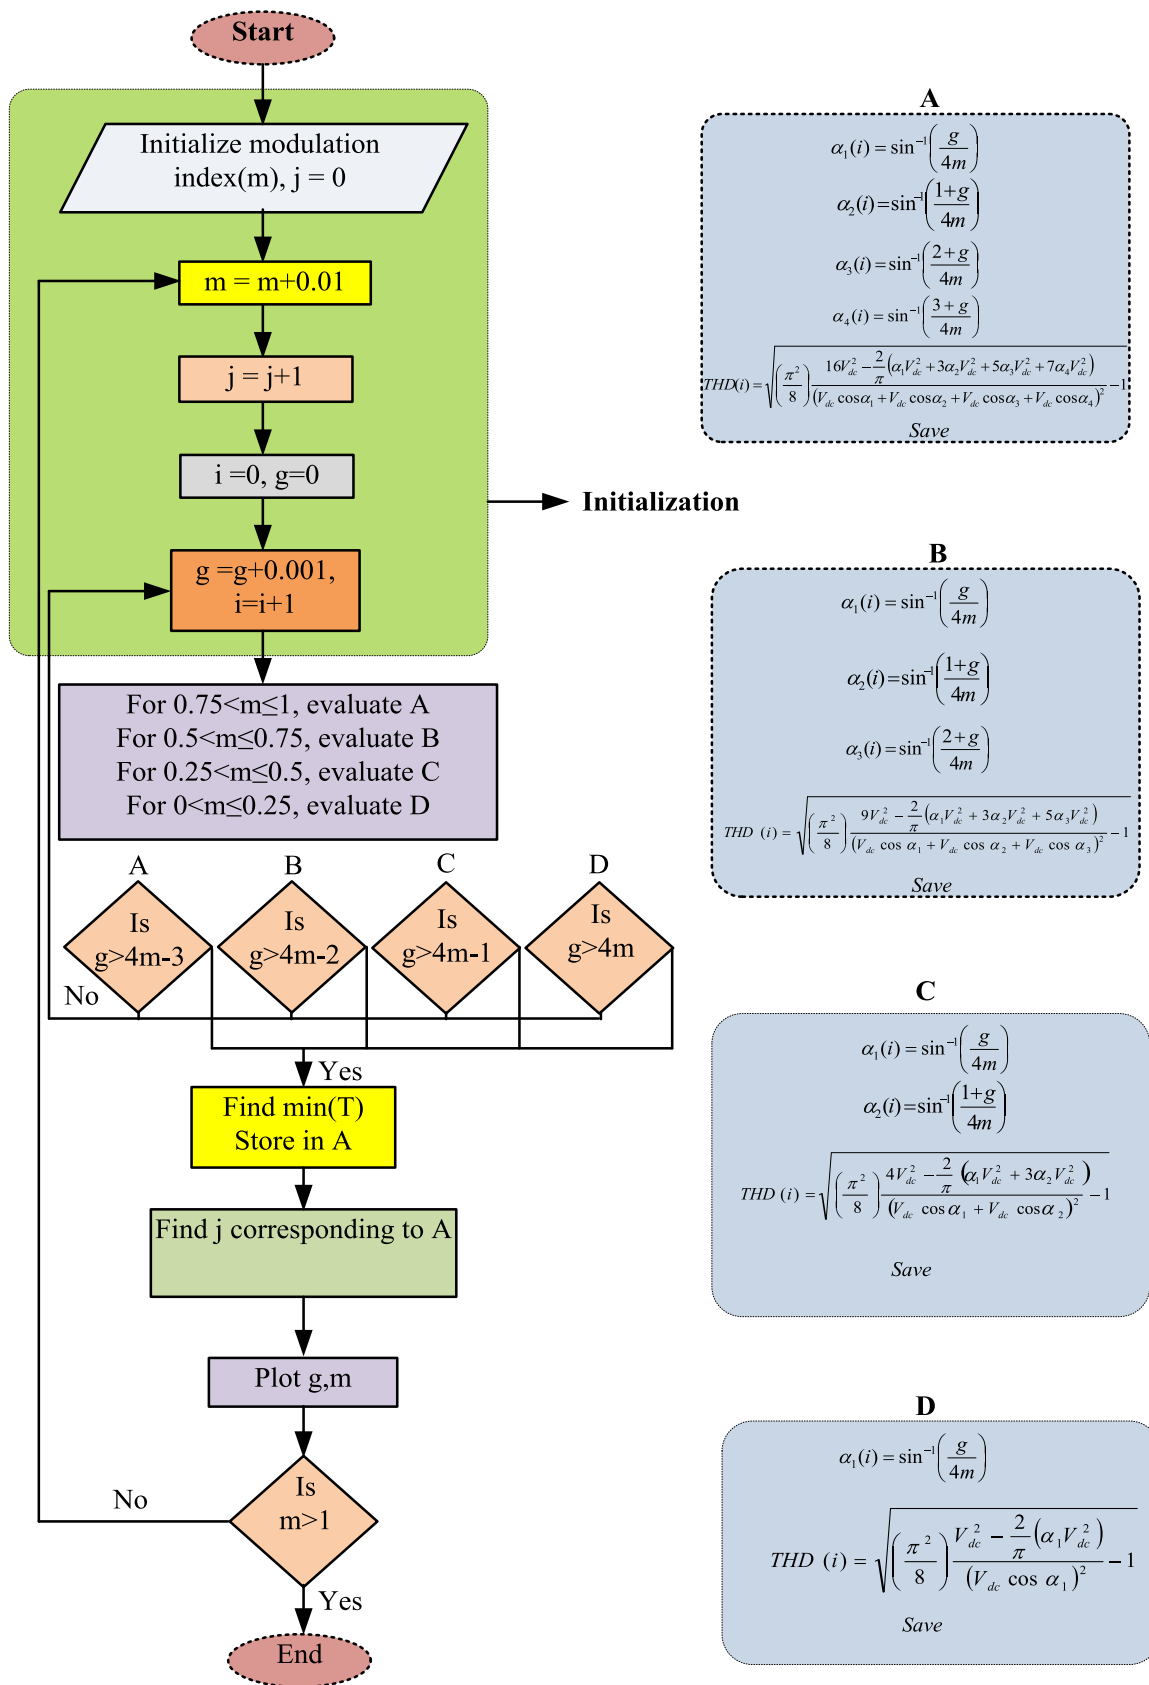 Start
Initialize modulation
index(m), j = 0
m = m+0.01
j = j+1
i =0, g=0
g =g+0.001,
i=i+1
Initialization
For 0.75<m≤1, evaluate A
For 0.5<m≤0.75, evaluate B
For 0.25<m≤0.5, evaluate C
For 0<m≤0.25, evaluate D
A
B
C
D
Is
g>4m-3
Is
g>4m-2
Is
g>4m-1
Is
g>4m
No
Yes
Find min(T)
Store in A
Find j corresponding to A
Plot g,m
Is
m>1
No
Yes
End
A
α₁(i) = sin⁻¹(g/4m)
α₂(i) = sin⁻¹((1+g)/4m)
α₃(i) = sin⁻¹((2+g)/4m)
α₄(i) = sin⁻¹((3+g)/4m)
THD(i) = √((π²/8) (16V²dc − 2/π (α₁V²dc + 3α₂V²dc + 5α₃V²dc + 7α₄V²dc))/(Vdc cosα₁ + Vdc cosα₂ + Vdc cosα₃ + Vdc cosα₄)² − 1)
Save
B
α₁(i) = sin⁻¹(g/4m)
α₂(i) = sin⁻¹((1+g)/4m)
α₃(i) = sin⁻¹((2+g)/4m)
THD (i) = √((π²/8) (9V²dc − 2/π (α₁V²dc + 3α₂V²dc + 5α₃V²dc))/(Vdc cos α₁ + Vdc cos α₂ + Vdc cos α₃)² − 1)
Save
C
α₁(i) = sin⁻¹(g/4m)
α₂(i) = sin⁻¹((1+g)/4m)
THD (i) = √((π²/8) (4V²dc − 2/π (α₁V²dc + 3α₂V²dc))/(Vdc cosα₁ + Vdc cosα₂)² − 1)
Save
D
α₁(i) = sin⁻¹(g/4m)
THD (i) = √((π²/8) (V²dc − 2/π (α₁V²dc))/(Vdc cos α₁)² − 1)
Save